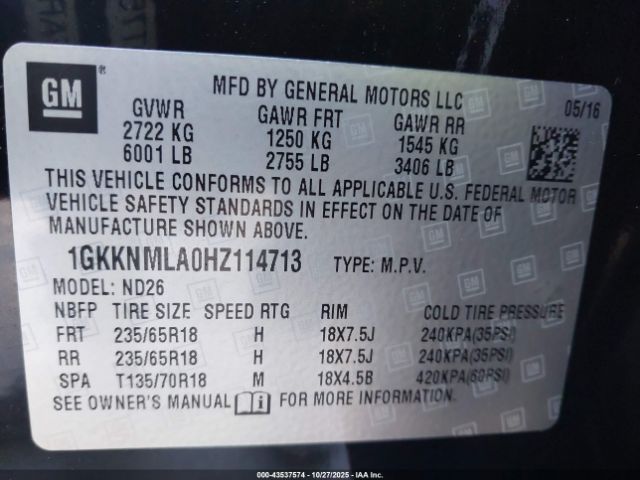 GM ®
MFD BY GENERAL MOTORS LLC
GVWR GAWR FRT GAWR RR 05/16
2722 KG 1250 KG 1545 KG
6001 LB 2755 LB 3406 LB
THIS VEHICLE CONFORMS TO ALL APPLICABLE U.S. FEDERAL MOTOR
VEHICLE SAFETY STANDARDS IN EFFECT ON THE DATE OF
MANUFACTURE SHOWN ABOVE.
1GKKNMLA0HZ114713 TYPE: M.P.V.
MODEL: ND26
NBFP TIRE SIZE SPEED RTG RIM COLD TIRE PRESSURE
FRT 235/65R18 H 18X7.5J 240KPA(35PSI)
RR 235/65R18 H 18X7.5J 240KPA(35PSI)
SPA T135/70R18 M 18X4.5B 420KPA(60PSI)
SEE OWNER'S MANUAL FOR MORE INFORMATION.
000-43537574 | 10/27/2025 - IAA Inc.